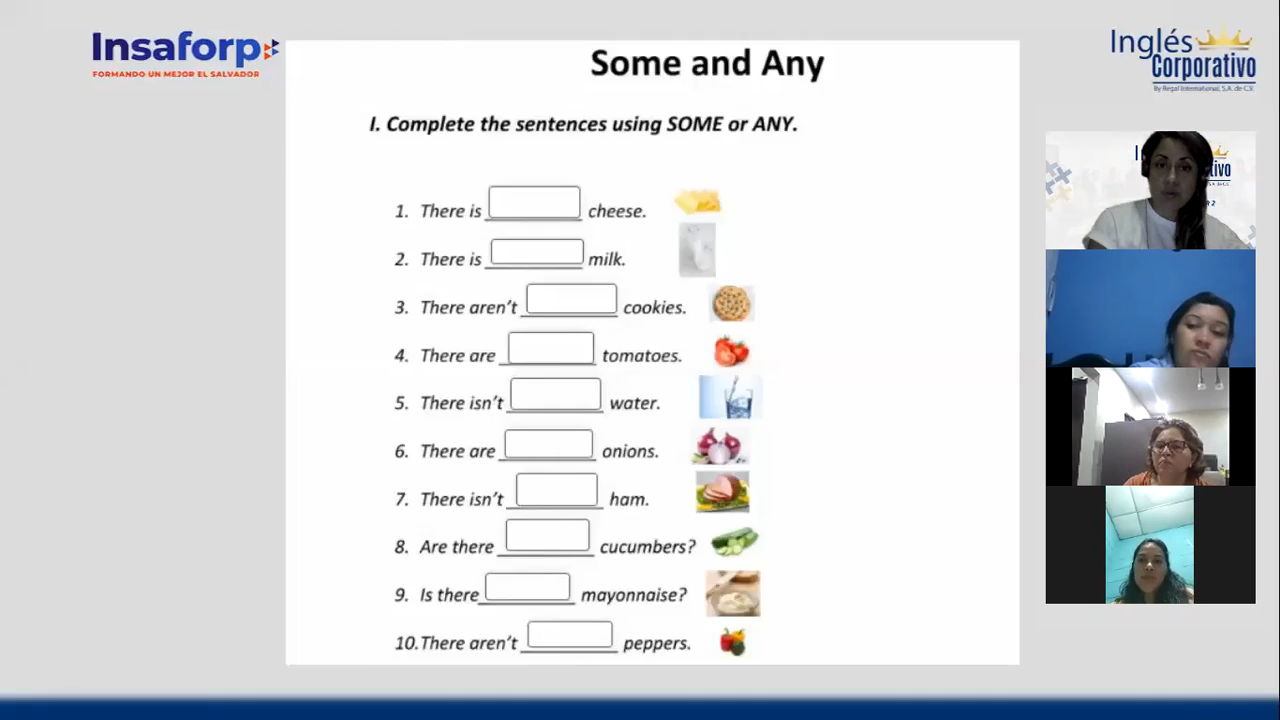 Insaforp
FORMANDO UN MEJOR EL SALVADOR
Some and Any
I. Complete the sentences using SOME or ANY.
1. There is cheese.
2. There is milk.
3. There aren't cookies.
4. There are tomatoes.
5. There isn't water.
6. There are onions.
7. There isn't ham.
8. Are there cucumbers?
9. Is there mayonnaise?
10. There aren't peppers.
Inglés
Corporativo
By Regal International, S.A. de C.V.